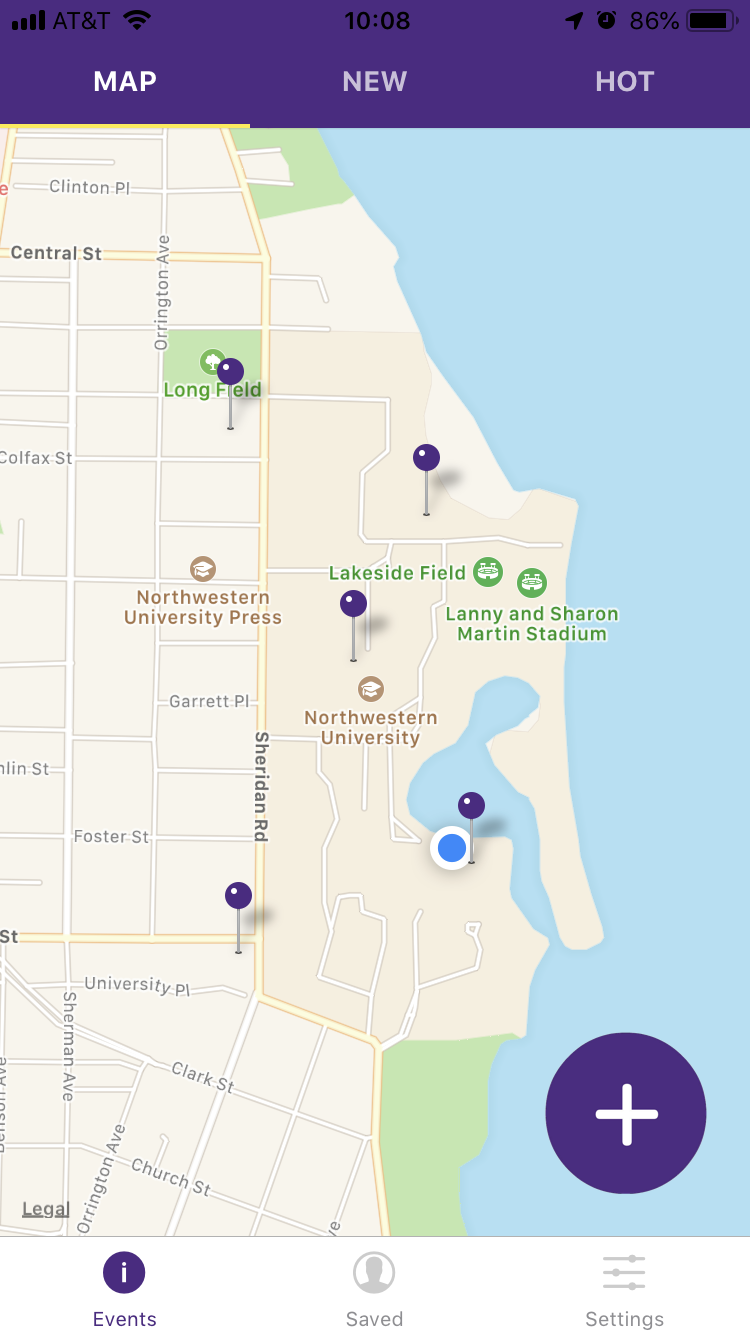 AT&T 10:08 86%
MAP NEW HOT
Clinton Pl
Central St
Orrington Ave
Long Field
Colfax St
Lakeside Field
Northwestern
University Press
Lanny and Sharon
Martin Stadium
Garrett Pl
Northwestern
University
Sheridan Rd
Foster St
St
University Pl
Sherman Ave
Clark St
Orrington Ave
Church St
Legal
i
Events Saved Settings